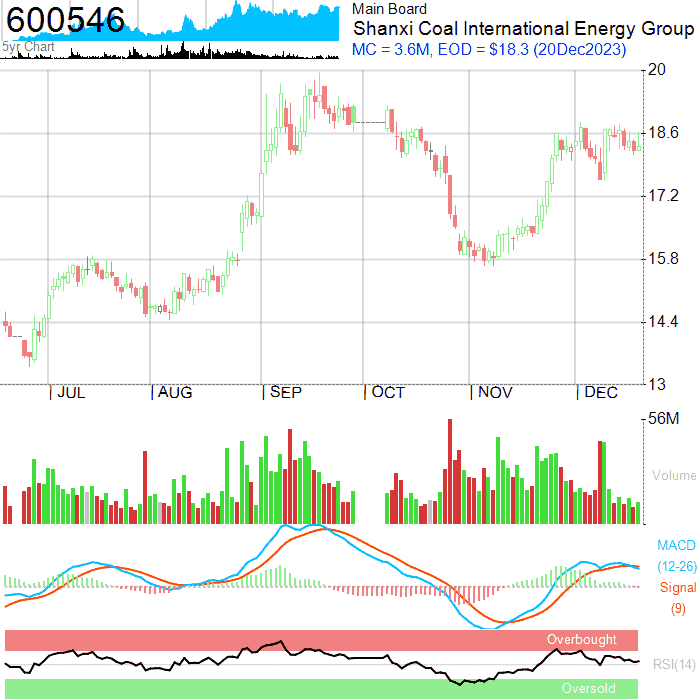 600546
Main Board
Shanxi Coal International Energy Group
5yr Chart
MC = 3.6M, EOD = $18.3 (20Dec2023)
20
18.6
17.2
15.8
14.4
13
JUL AUG SEP OCT NOV DEC
56M
Volume
MACD
(12-26)
Signal
(9)
Overbought
RSI(14)
Oversold